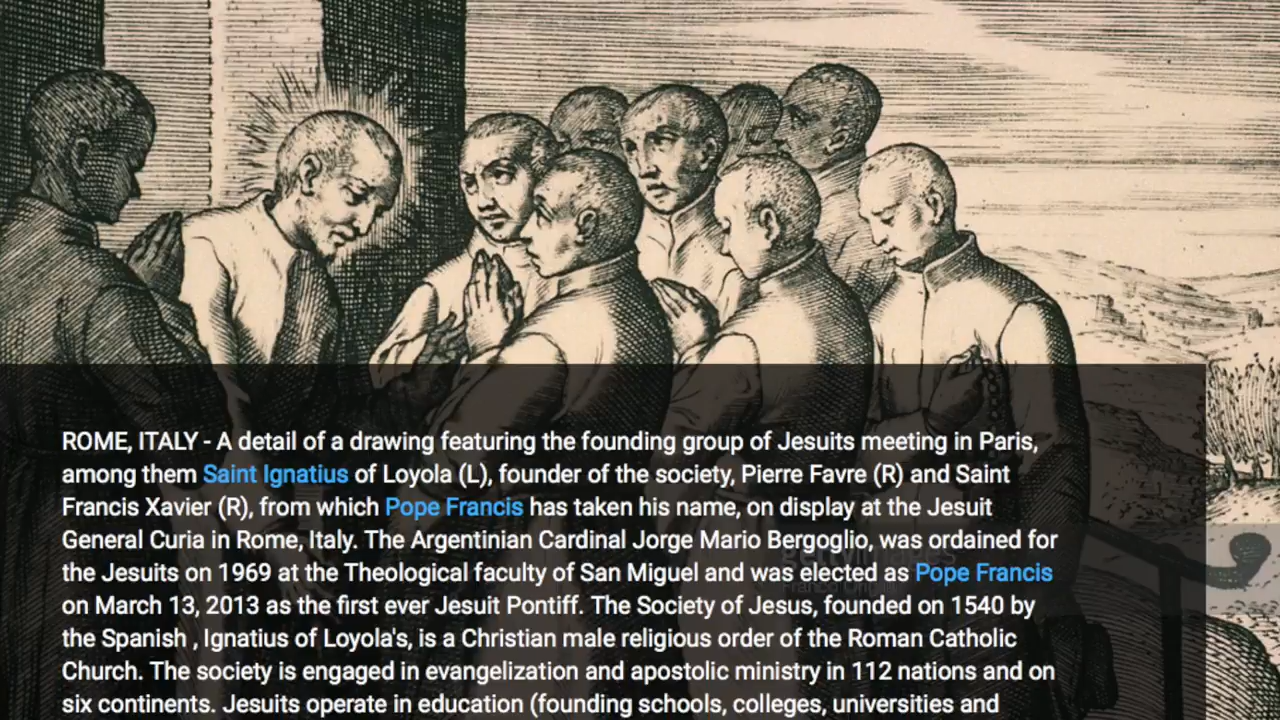 ROME, ITALY - A detail of a drawing featuring the founding group of Jesuits meeting in Paris,
among them Saint Ignatius of Loyola (L), founder of the society, Pierre Favre (R) and Saint
Francis Xavier (R), from which Pope Francis has taken his name, on display at the Jesuit
General Curia in Rome, Italy. The Argentinian Cardinal Jorge Mario Bergoglio, was ordained for
the Jesuits on 1969 at the Theological faculty of San Miguel and was elected as Pope Francis
on March 13, 2013 as the first ever Jesuit Pontiff. The Society of Jesus, founded on 1540 by
the Spanish , Ignatius of Loyola's, is a Christian male religious order of the Roman Catholic
Church. The society is engaged in evangelization and apostolic ministry in 112 nations and on
six continents. Jesuits operate in education (founding schools, colleges, universities and